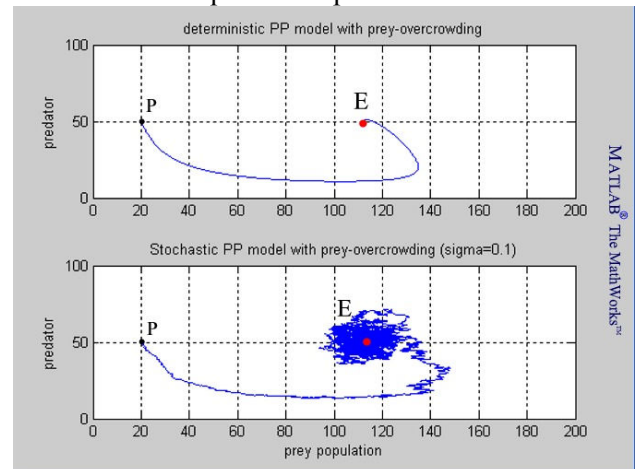 deterministic PP model with prey-overcrowding
100
50
0
predator
P
E
0 20 40 60 80 100 120 140 160 180 200
Stochastic PP model with prey-overcrowding (sigma=0.1)
100
50
0
predator
P
E
0 20 40 60 80 100 120 140 160 180 200
prey population
MATLAB® The MathWorks™